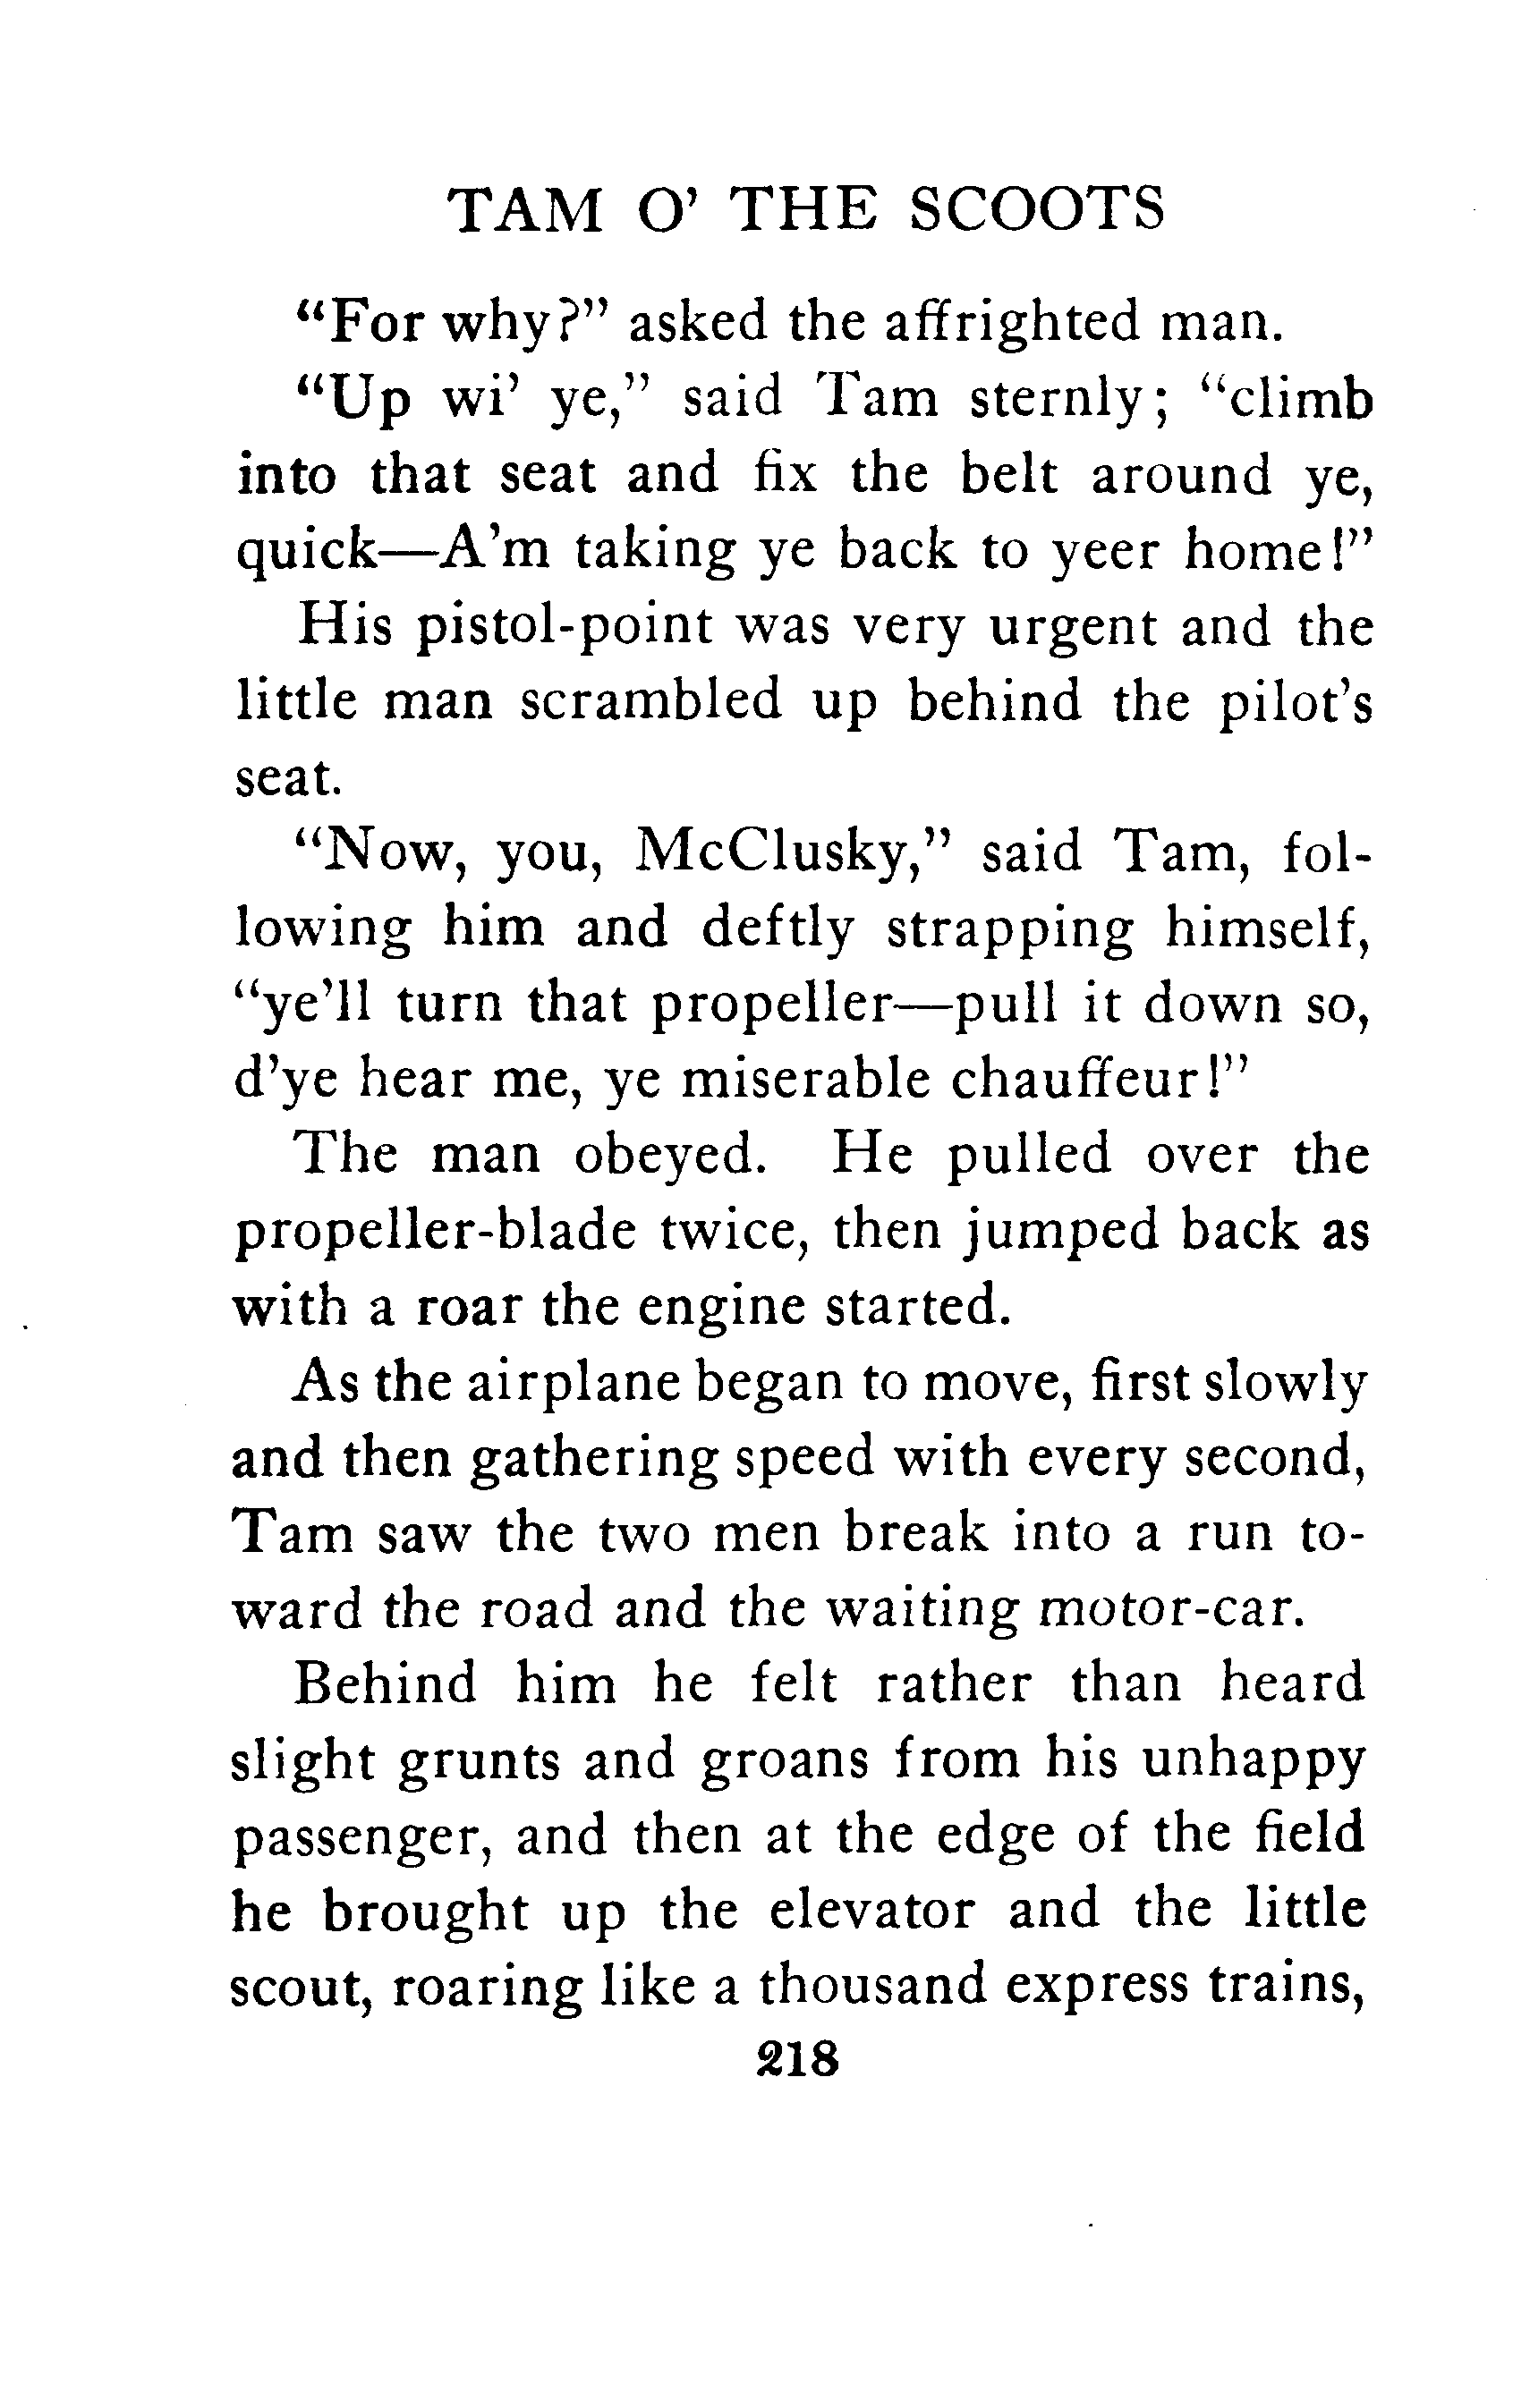 TAM O' THE SCOOTS
“For why?” asked the affrighted man.
“Up wi’ ye,” said Tam sternly; “climb
into that seat and fix the belt around ye,
quick—A’m taking ye back to yeer home!”
His pistol-point was very urgent and the
little man scrambled up behind the pilot’s
seat.
“Now, you, McClusky,” said Tam, fol-
lowing him and deftly strapping himself,
“ye’ll turn that propeller—pull it down so,
d’ye hear me, ye miserable chauffeur!”
The man obeyed. He pulled over the
propeller-blade twice, then jumped back as
with a roar the engine started.
As the airplane began to move, first slowly
and then gathering speed with every second,
Tam saw the two men break into a run to-
ward the road and the waiting motor-car.
Behind him he felt rather than heard
slight grunts and groans from his unhappy
passenger, and then at the edge of the field
he brought up the elevator and the little
scout, roaring like a thousand express trains,
218